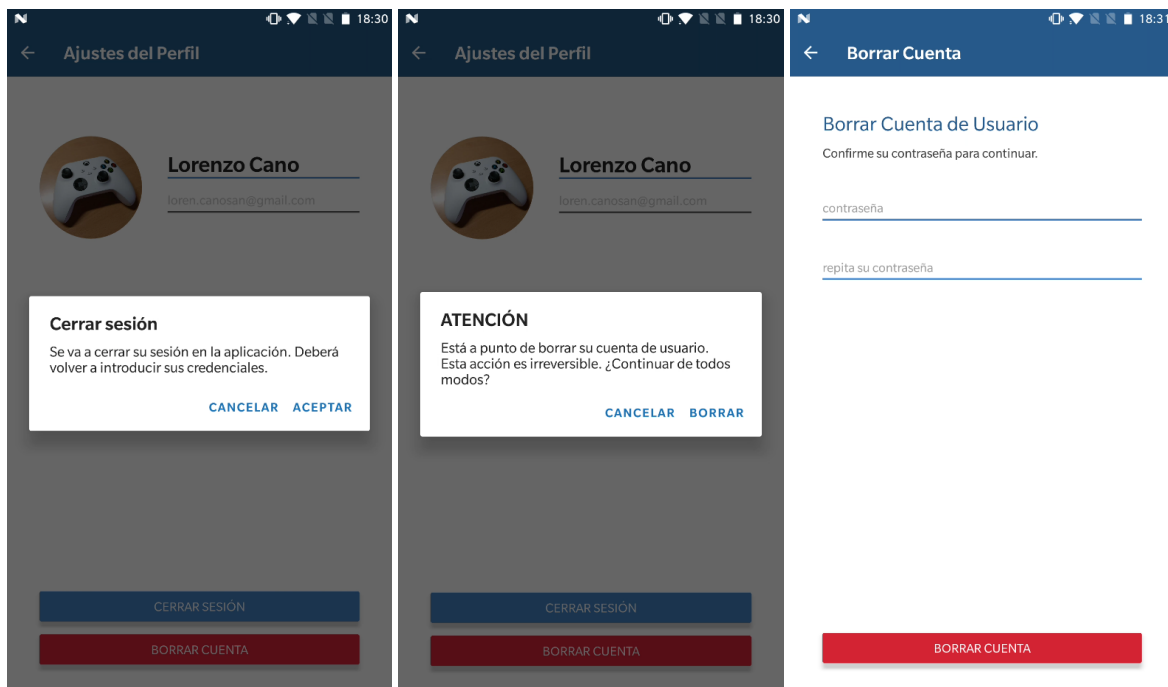 18:30
Ajustes del Perfil
Lorenzo Cano
loren.canosan@gmail.com
Cerrar sesión
Se va a cerrar su sesión en la aplicación. Deberá
volver a introducir sus credenciales.
CANCELAR ACEPTAR
CERRAR SESIÓN
BORRAR CUENTA
18:30
Ajustes del Perfil
Lorenzo Cano
loren.canosan@gmail.com
ATENCIÓN
Está a punto de borrar su cuenta de usuario.
Esta acción es irreversible. ¿Continuar de todos
modos?
CANCELAR BORRAR
CERRAR SESIÓN
BORRAR CUENTA
18:31
Borrar Cuenta
Borrar Cuenta de Usuario
Confirme su contraseña para continuar.
contraseña
repita su contraseña
BORRAR CUENTA